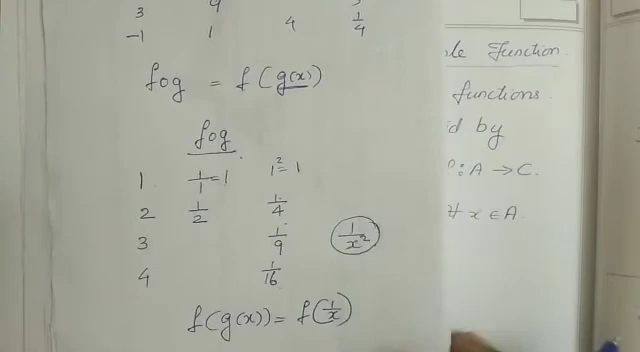 3 9
-1 1 4 1/4
fog = f(g(x))
fog
1 1/1 = 1 1² = 1
2 1/2 1/4
3 1/9 1/x²
4 1/16
f(g(x)) = f(1/x)
Function
functions
by
: A → C.
∀ x ∈ A